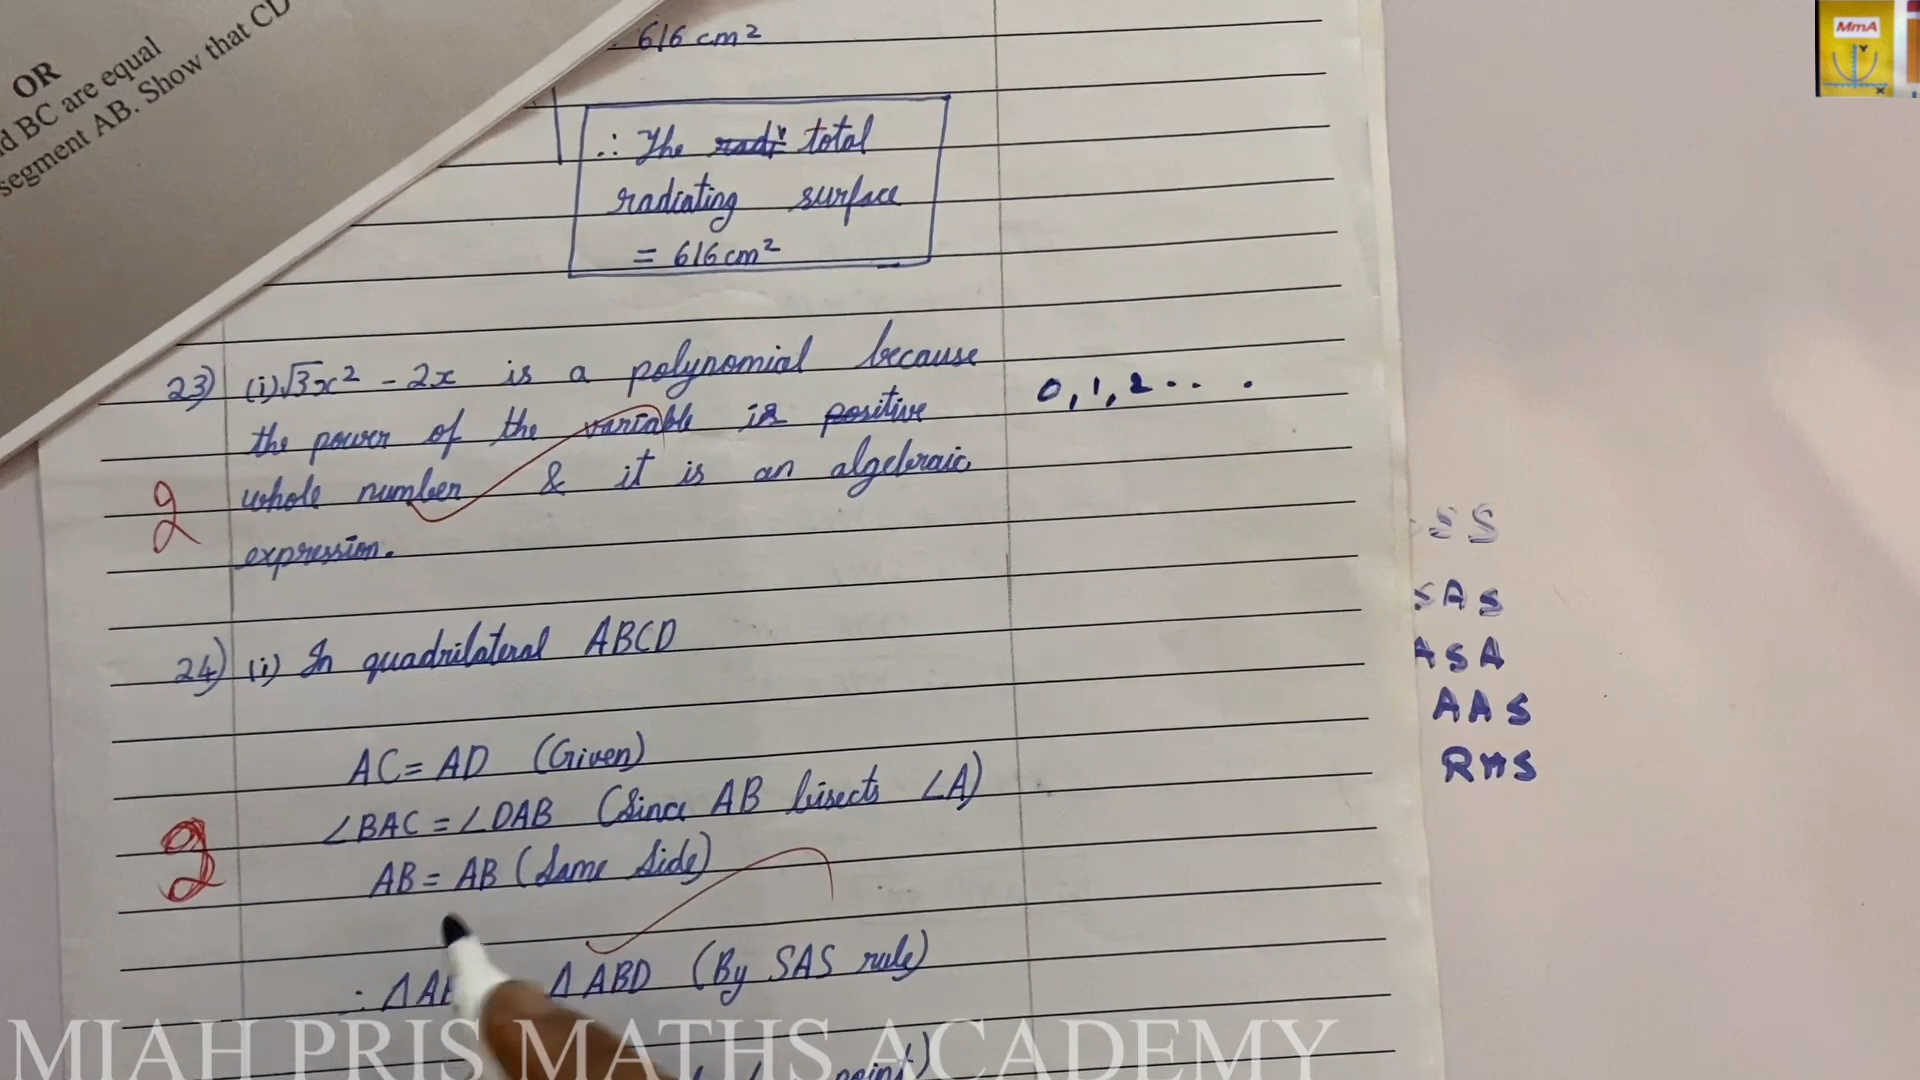 OR
d BC are equal
segment AB. Show that CD
616 cm²
∴ The total
radiating surface
= 616 cm²
23) (i) √3x² - 2x is a polynomial because
the power of the variable is positive
whole number & it is an algebraic
expression.
0, 1, 2 . . .
2
24) (i) In quadrilateral ABCD
AC = AD (Given)
∠BAC = ∠DAB (Since AB bisects ∠A)
AB = AB (Same Side)
2
∴ Δ AB Δ ABD (By SAS rule)
point)
SS
SAS
ASA
AAS
RHS
MmA
Y
X
MIAH PRIS MATHS ACADEMY